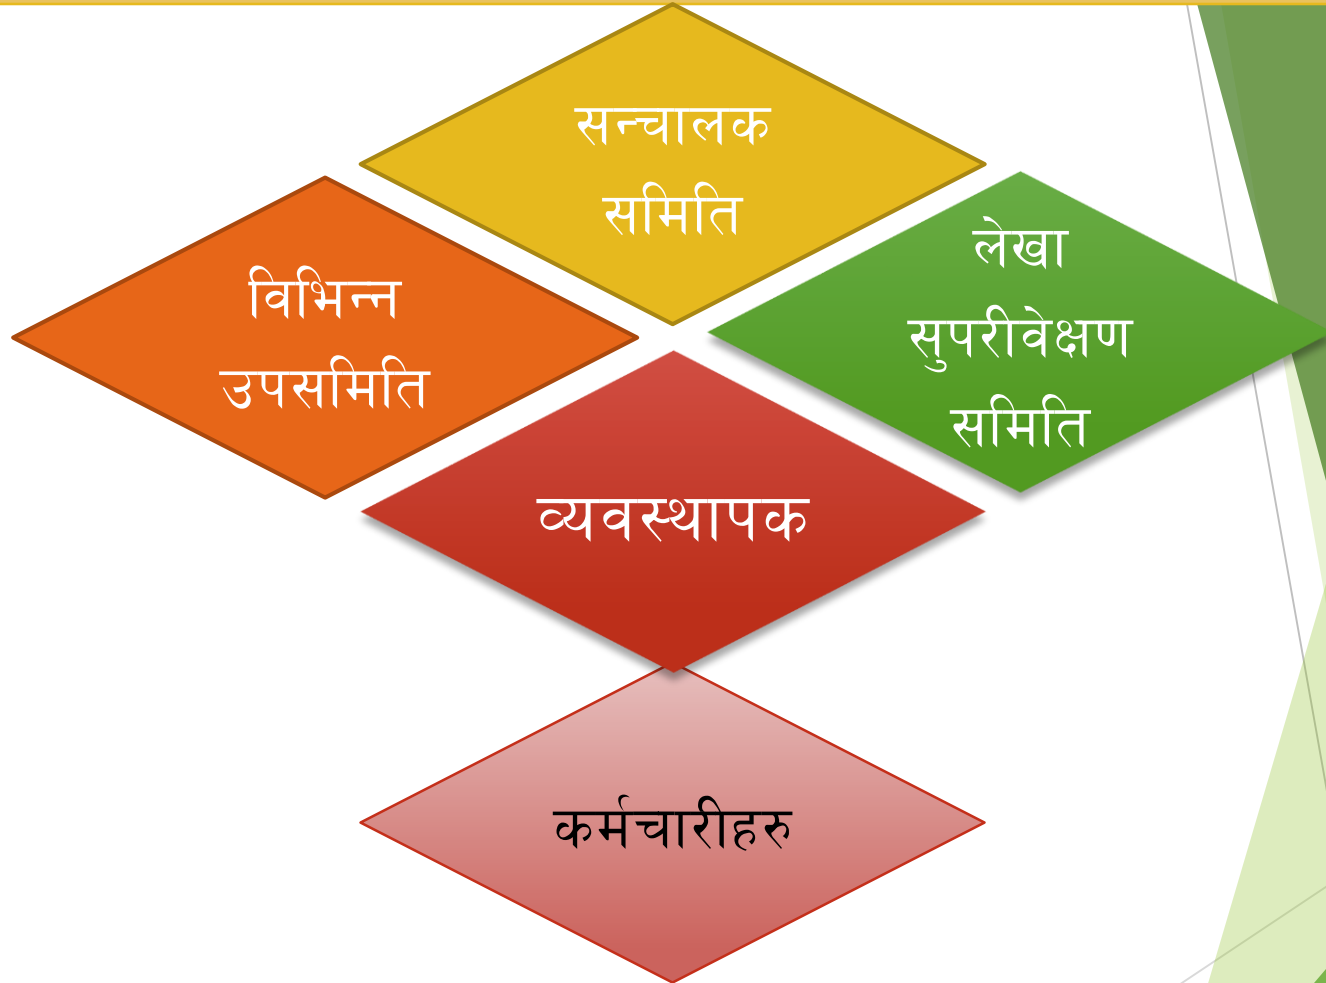 सन्चालक
समिति
विभिन्न
उपसमिति
लेखा
सुपरीवेक्षण
समिति
व्यवस्थापक
कर्मचारीहरु